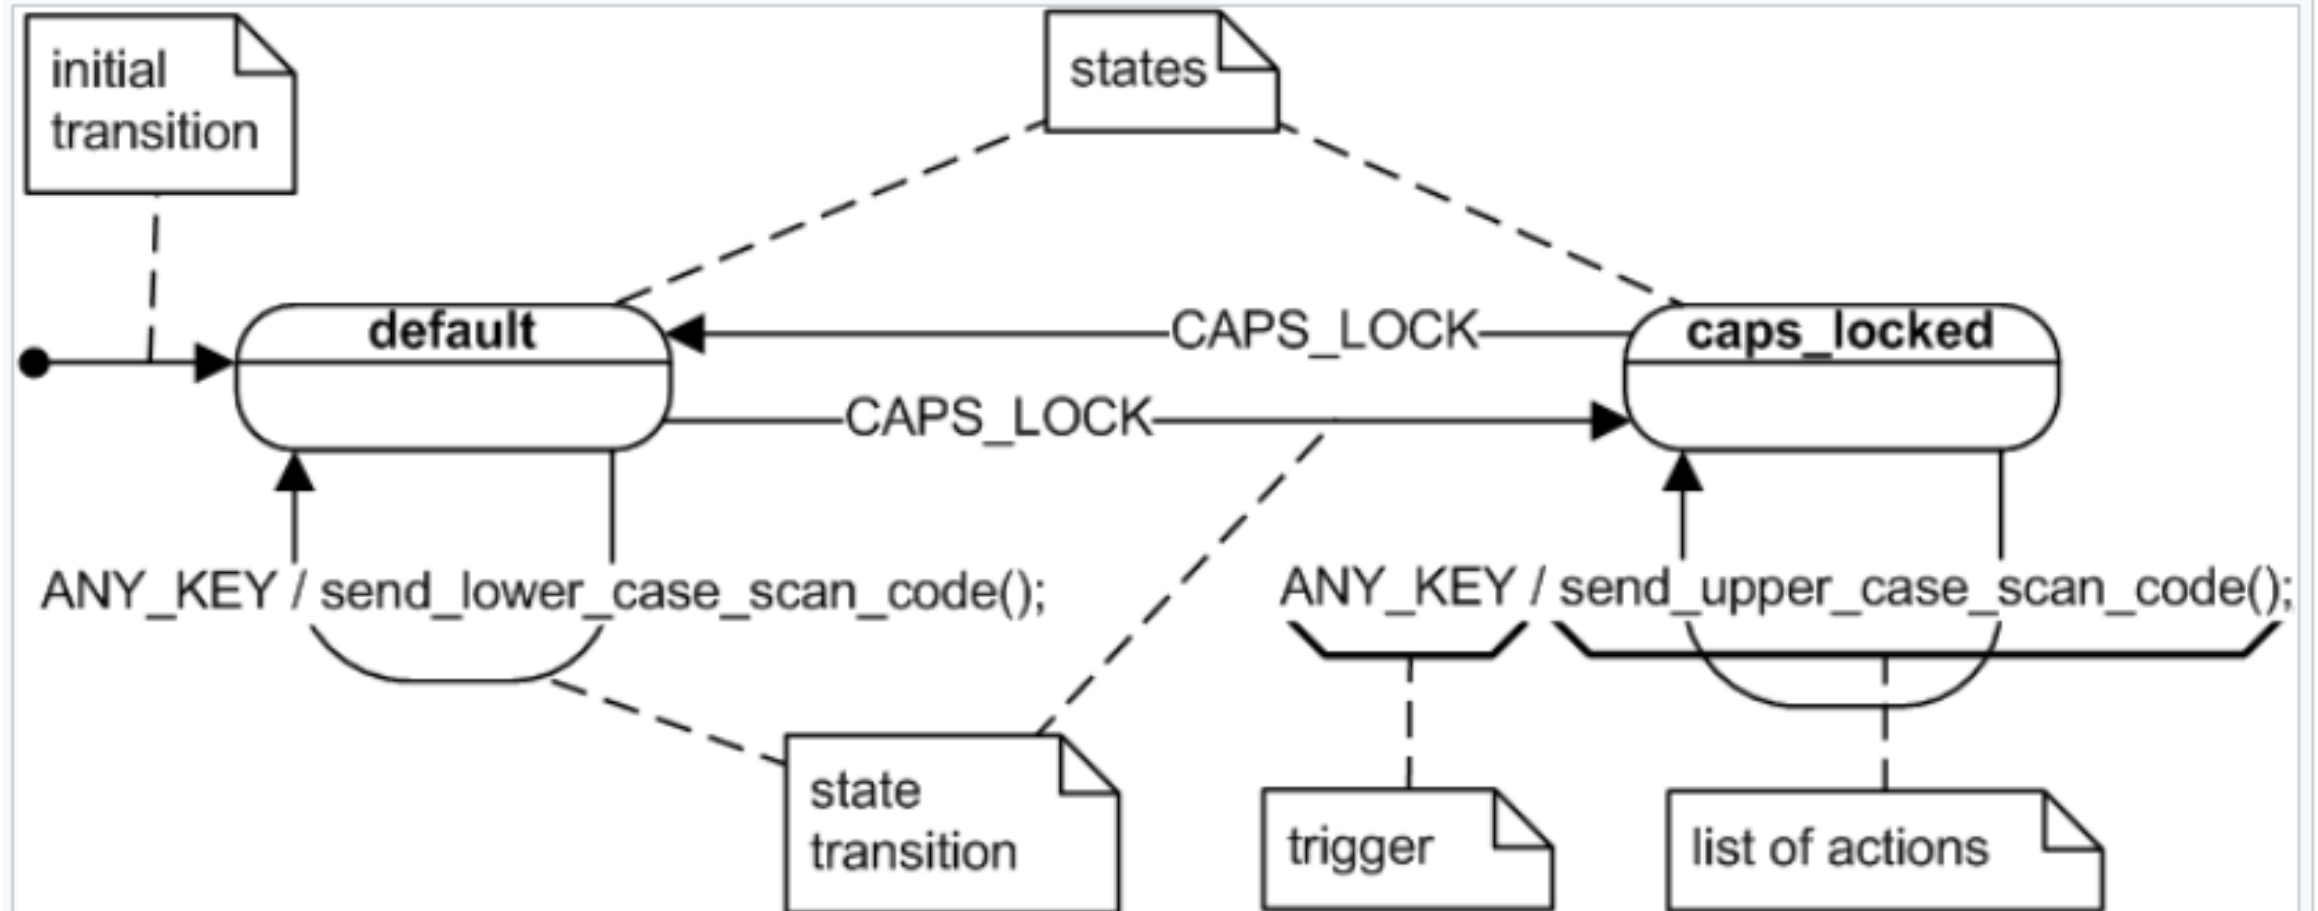 initial
transition
states
default
CAPS_LOCK
caps_locked
CAPS_LOCK
ANY_KEY / send_lower_case_scan_code();
ANY_KEY / send_upper_case_scan_code();
state
transition
trigger
list of actions